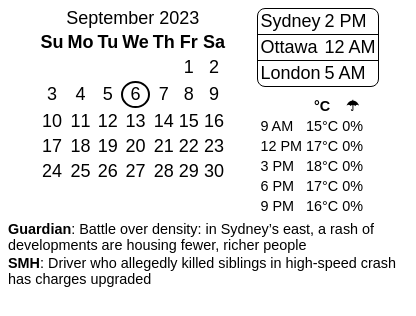 September 2023
Su Mo Tu We Th Fr Sa
1 2
3 4 5 6 7 8 9
10 11 12 13 14 15 16
17 18 19 20 21 22 23
24 25 26 27 28 29 30
Sydney 2 PM
Ottawa 12 AM
London 5 AM
°C ☂
9 AM 15°C 0%
12 PM 17°C 0%
3 PM 18°C 0%
6 PM 17°C 0%
9 PM 16°C 0%
Guardian: Battle over density: in Sydney’s east, a rash of
developments are housing fewer, richer people
SMH: Driver who allegedly killed siblings in high-speed crash
has charges upgraded